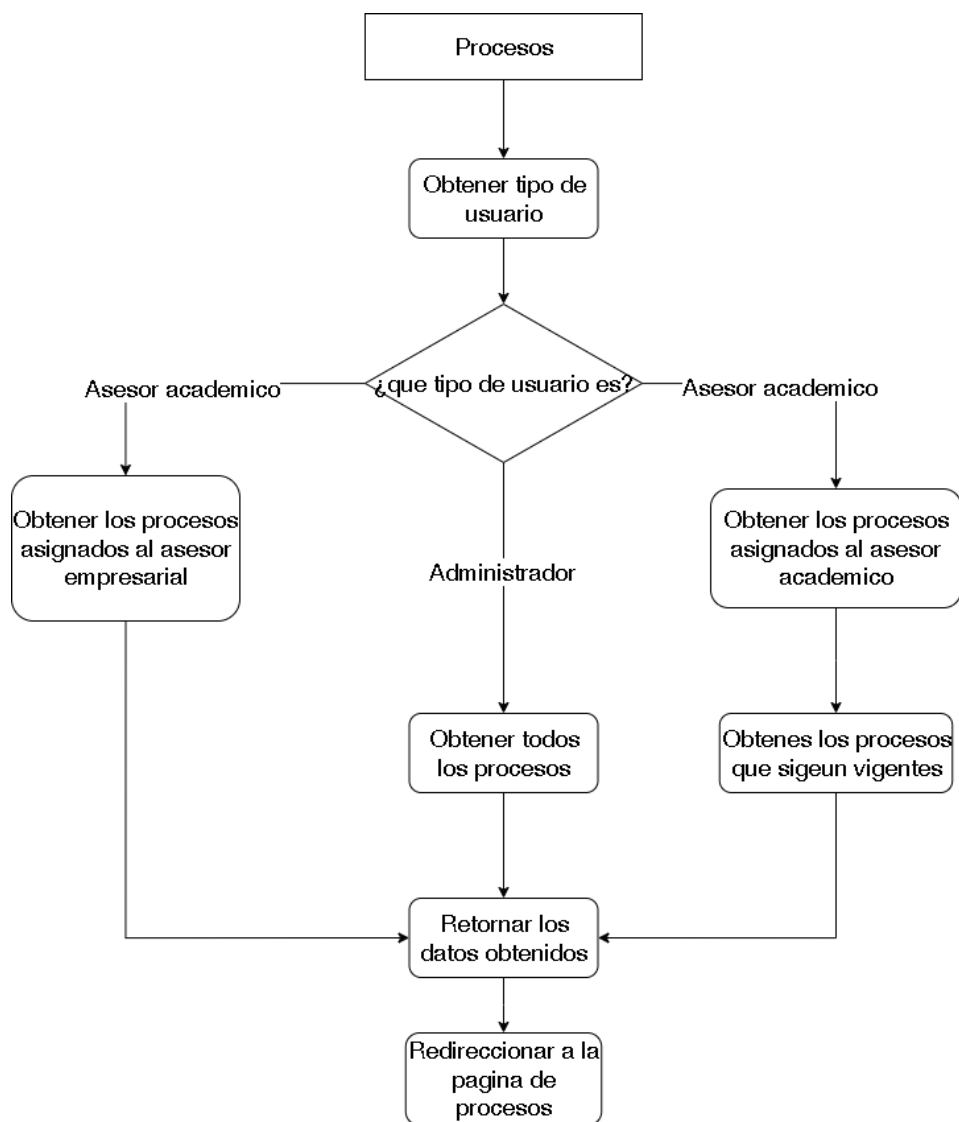 Procesos
Obtener tipo de
usuario
¿que tipo de usuario es?
Asesor academico
Asesor academico
Obtener los procesos
asignados al asesor
empresarial
Administrador
Obtener los procesos
asignados al asesor
academico
Obtener todos
los procesos
Obtenes los procesos
que sigeun vigentes
Retornar los
datos obtenidos
Redireccionar a la
pagina de
procesos